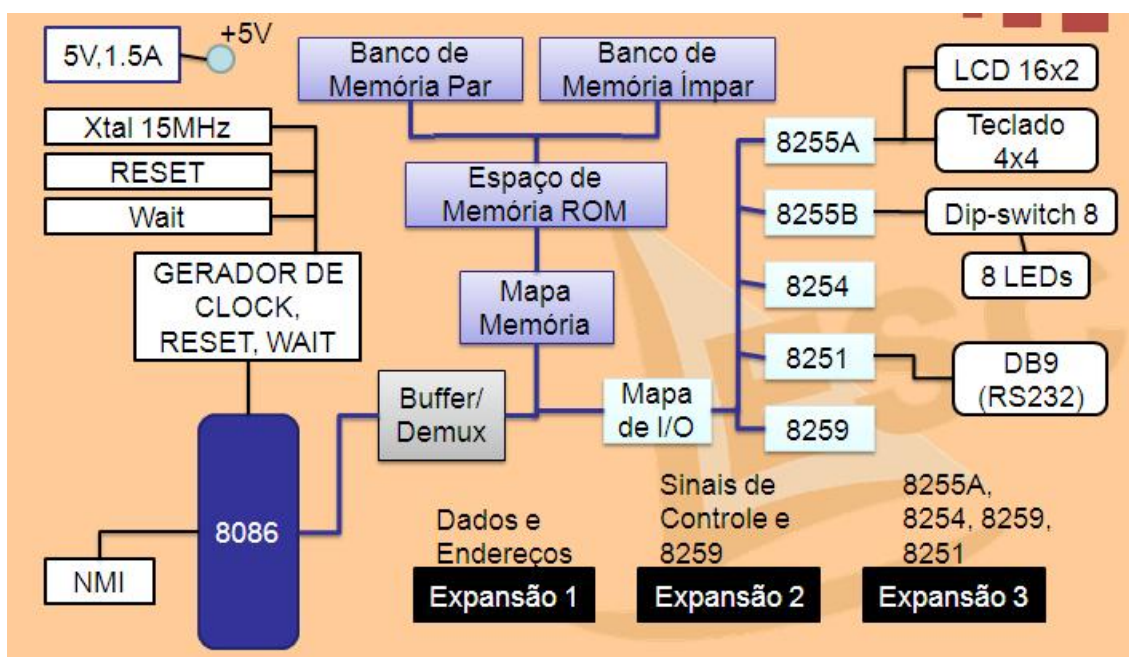 5V,1.5A
+5V
Xtal 15MHz
RESET
Wait
GERADOR DE
CLOCK,
RESET, WAIT
8086
NMI
Banco de
Memória Par
Banco de
Memória Ímpar
Espaço de
Memória ROM
Mapa
Memória
Buffer/
Demux
Mapa
de I/O
8255A
8255B
8254
8251
8259
LCD 16x2
Teclado
4x4
Dip-switch 8
8 LEDs
DB9
(RS232)
Dados e
Endereços
Expansão 1
Sinais de
Controle e
8259
Expansão 2
8255A,
8254, 8259,
8251
Expansão 3